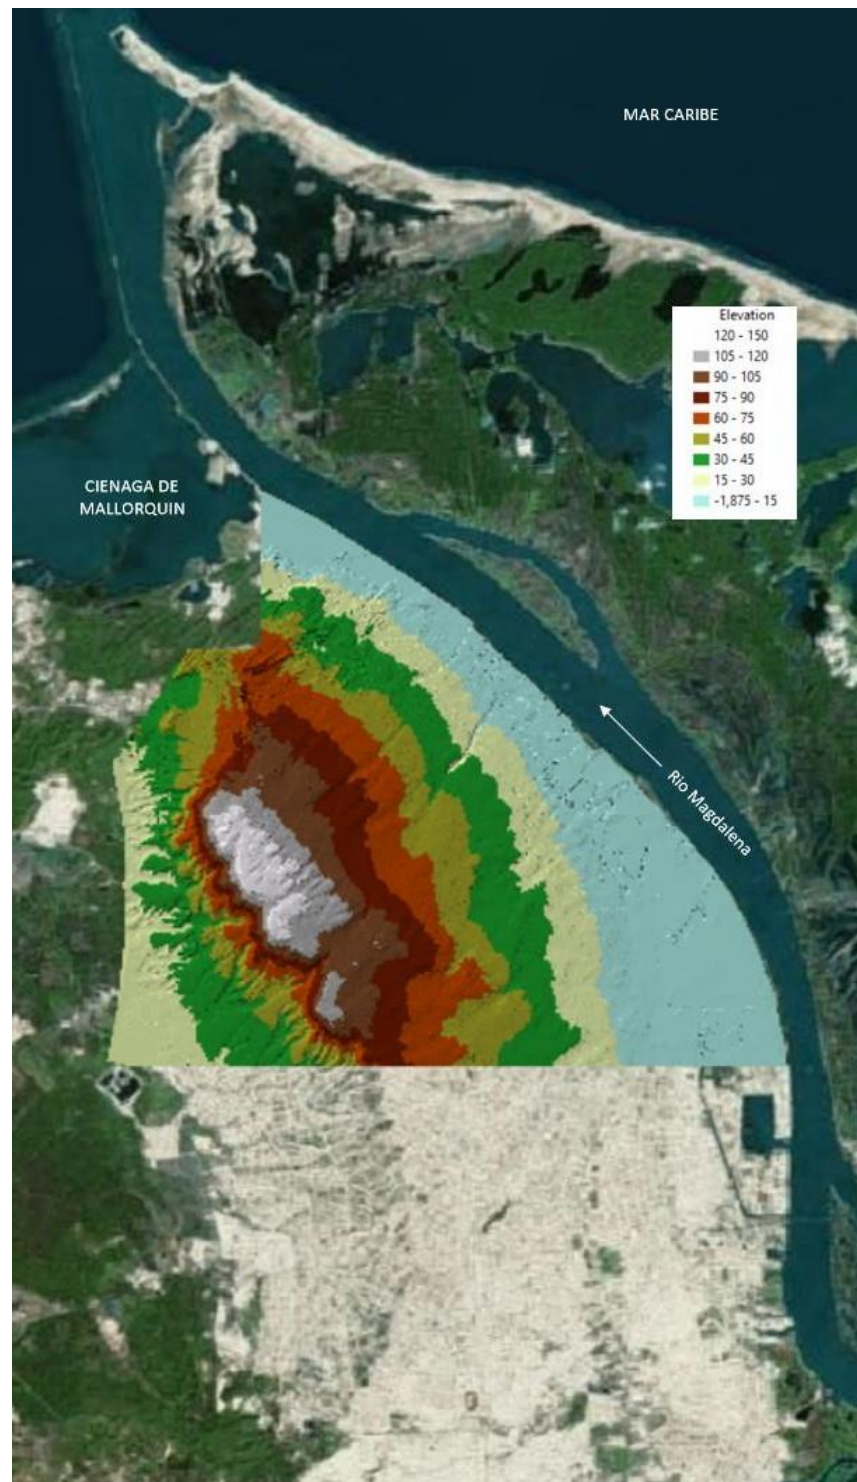 MAR CARIBE
Elevation
120 - 150
105 - 120
90 - 105
75 - 90
60 - 75
45 - 60
30 - 45
15 - 30
-1,875 - 15
CIENAGA DE
MALLORQUIN
Rio Magdalena